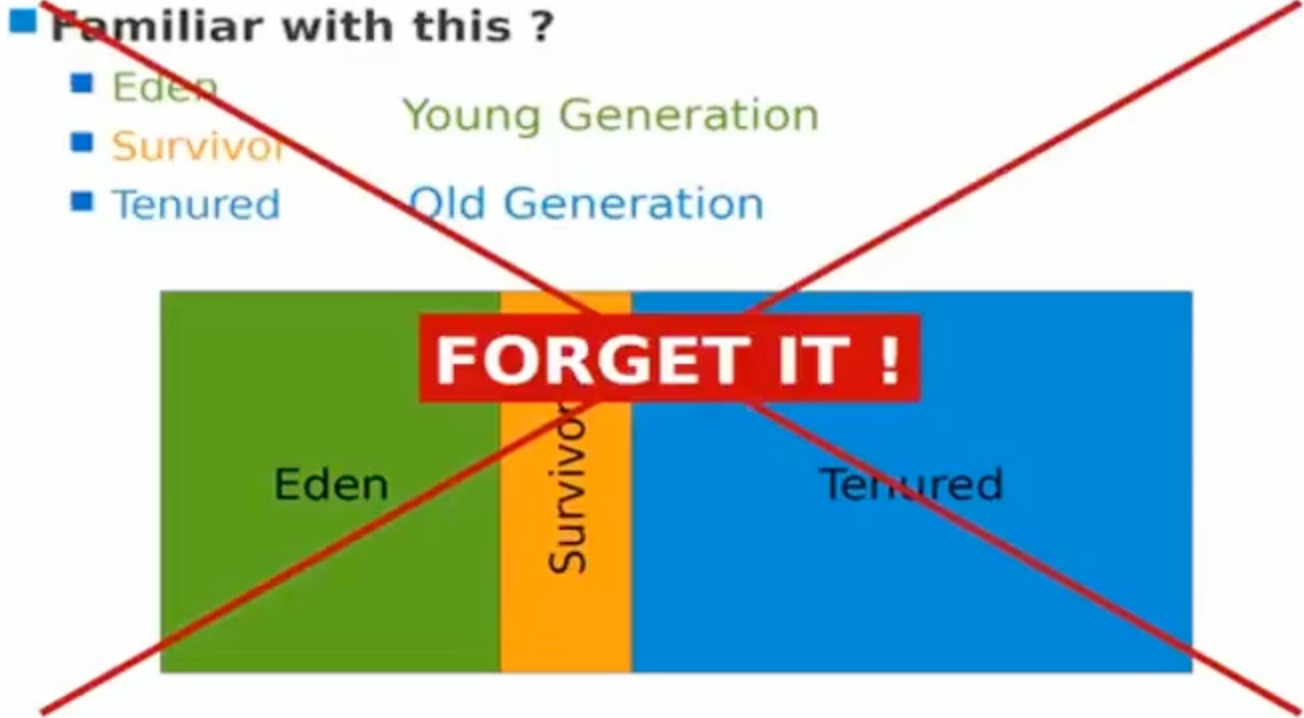 Familiar with this ?
Eden
Young Generation
Survivor
Tenured
Old Generation
FORGET IT !
Eden
Survivor
Tenured